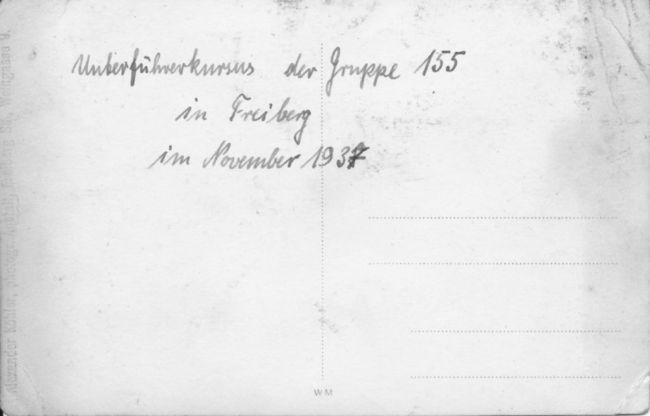 Unterführerkursus der Gruppe 155
in Freiberg
im November 1937
WM